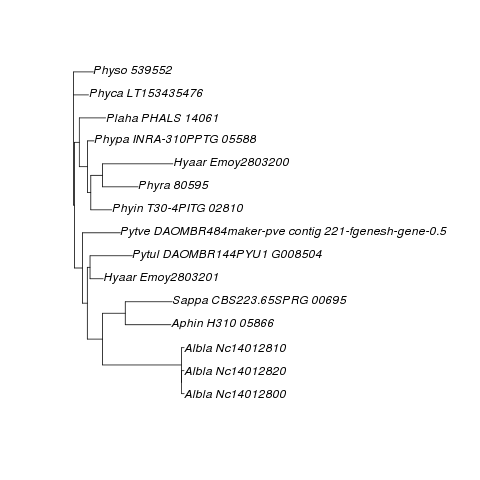 Physo 539552
Phyca LT153435476
Plaha PHALS 14061
Phypa INRA-310PPTG 05588
Hyaar Emoy2803200
Phyra 80595
Phyin T30-4PITG 02810
Pytve DAOMBR484maker-pve contig 221-fgenesh-gene-0.5
Pytul DAOMBR144PYU1 G008504
Hyaar Emoy2803201
Sappa CBS223.65SPRG 00695
Aphin H310 05866
Albla Nc14012810
Albla Nc14012820
Albla Nc14012800